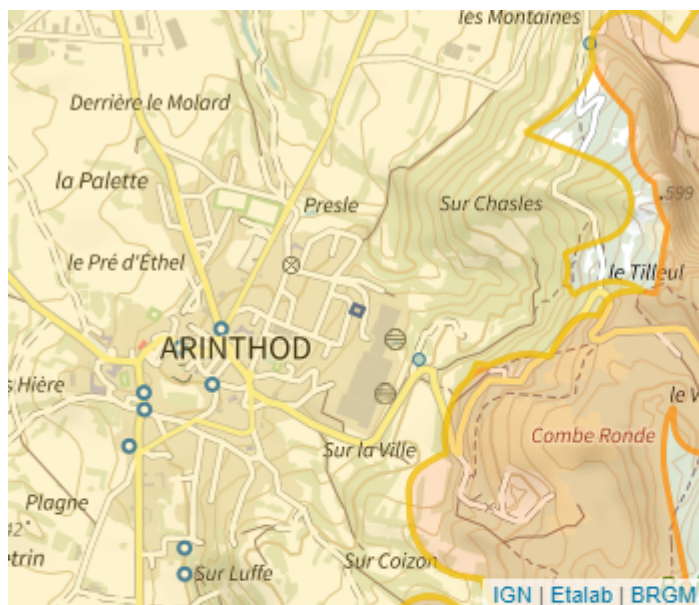 les Montaines
Derrière le Molard
la Palette
Presle
Sur Chasles
.599
le Pré d'Éthel
le Tilleul
ARINTHOD
s Hière
le V
Combe Ronde
Sur la Ville
Plagne
42°
etrin
Sur Coizon
Sur Luffe
IGN | Etalab | BRGM